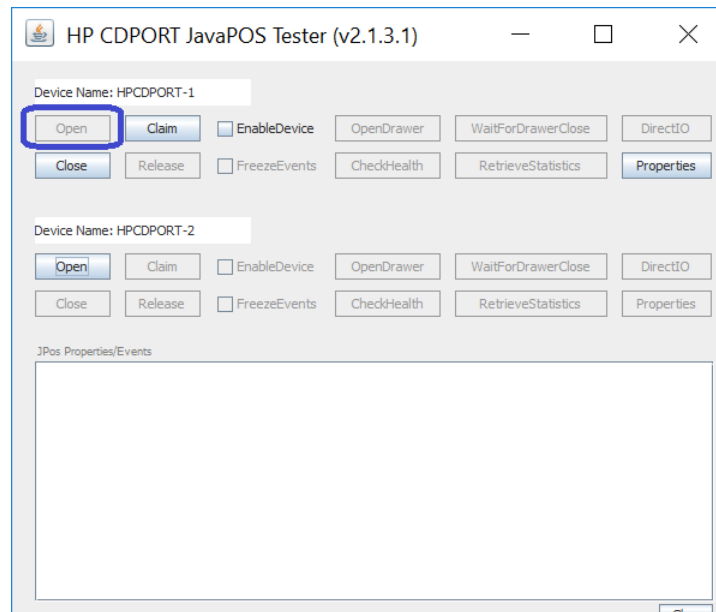 HP CDPORT JavaPOS Tester (v2.1.3.1)
Device Name: HPCDPORT-1
Open Claim EnableDevice OpenDrawer WaitForDrawerClose DirectIO
Close Release FreezeEvents CheckHealth RetrieveStatistics Properties
Device Name: HPCDPORT-2
Open Claim EnableDevice OpenDrawer WaitForDrawerClose DirectIO
Close Release FreezeEvents CheckHealth RetrieveStatistics Properties
JPos Properties/Events